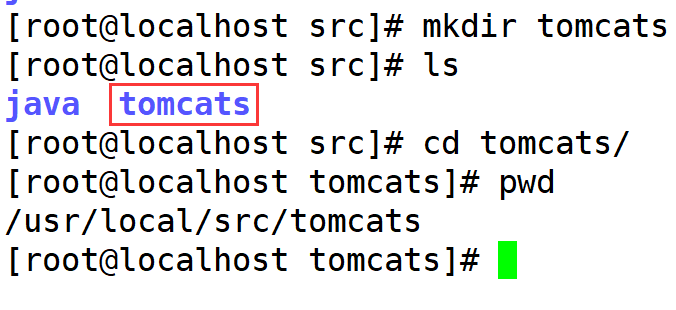 [root@localhost src]# mkdir tomcats
[root@localhost src]# ls
java  tomcats
[root@localhost src]# cd tomcats/
[root@localhost tomcats]# pwd
/usr/local/src/tomcats
[root@localhost tomcats]#